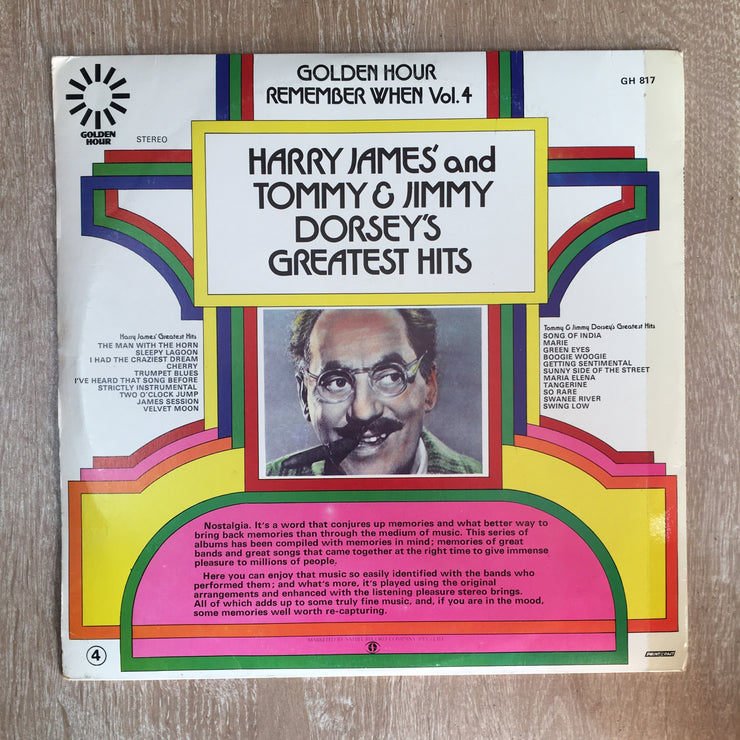 GOLDEN HOUR
REMEMBER WHEN Vol.4
GH 817
GOLDEN
HOUR
STEREO
HARRY JAMES' and
TOMMY & JIMMY
DORSEY'S
GREATEST HITS
Harry James' Greatest Hits
THE MAN WITH THE HORN
SLEEPY LAGOON
I HAD THE CRAZIEST DREAM
CHERRY
TRUMPET BLUES
I'VE HEARD THAT SONG BEFORE
STRICTLY INSTRUMENTAL
TWO O'CLOCK JUMP
JAMES SESSION
VELVET MOON
Tommy & Jimmy Dorsey's Greatest Hits
SONG OF INDIA
MARIE
GREEN EYES
BOOGIE WOOGIE
GETTING SENTIMENTAL
SUNNY SIDE OF THE STREET
MARIA ELENA
TANGERINE
SO RARE
SWANEE RIVER
SWING LOW
Nostalgia. It's a word that conjures up memories and what better way to
bring back memories than through the medium of music. This series of
albums has been compiled with memories in mind; memories of great
bands and great songs that came together at the right time to give immense
pleasure to millions of people.
Here you can enjoy that music so easily identified with the bands who
performed them; and what's more, it's played using the original
arrangements and enhanced with the listening pleasure stereo brings.
All of which adds up to some truly fine music, and, if you are in the mood,
some memories well worth re-capturing.
MARKETED BY RECORD COMPANY (PTY.) LTD.
4